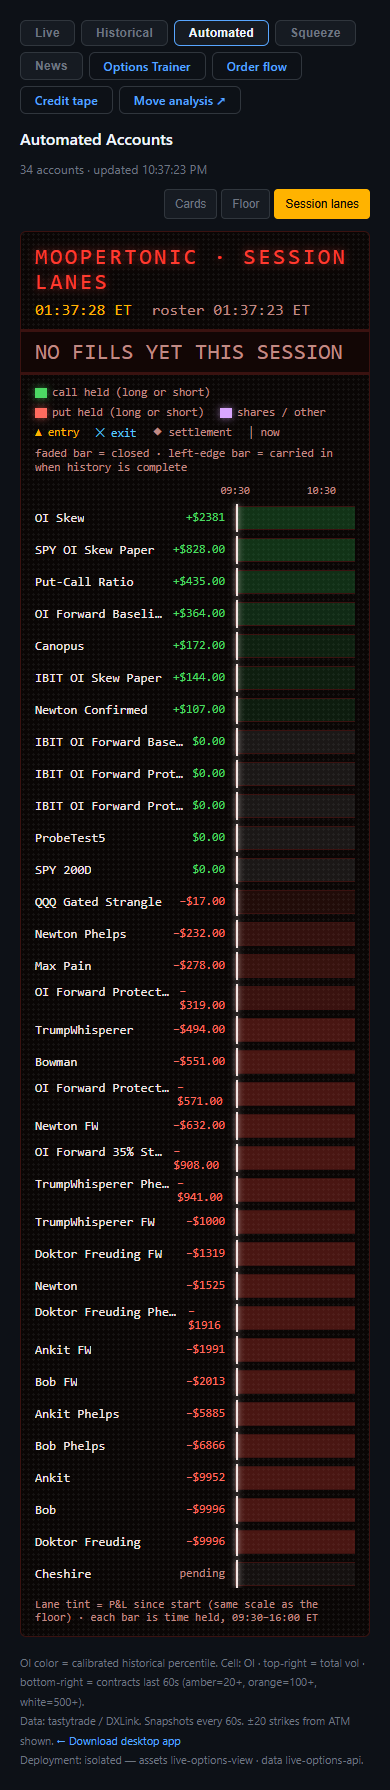 Live Historical Automated Squeeze
News Options Trainer Order flow
Credit tape Move analysis ↗
Automated Accounts
34 accounts · updated 10:37:23 PM
Cards Floor Session lanes
MOOPERTONIC · SESSION
LANES
01:37:28 ET roster 01:37:23 ET
NO FILLS YET THIS SESSION
call held (long or short)
put held (long or short) shares / other
▲ entry ✕ exit ◆ settlement | now
faded bar = closed · left-edge bar = carried in
when history is complete
09:30 10:30
OI Skew +$2381
SPY OI Skew Paper +$828.00
Put-Call Ratio +$435.00
OI Forward Baseli… +$364.00
Canopus +$172.00
IBIT OI Skew Paper +$144.00
Newton Confirmed +$107.00
IBIT OI Forward Base… $0.00
IBIT OI Forward Prot… $0.00
IBIT OI Forward Prot… $0.00
ProbeTest5 $0.00
SPY 200D $0.00
QQQ Gated Strangle −$17.00
Newton Phelps −$232.00
Max Pain −$278.00
OI Forward Protect… −
$319.00
TrumpWhisperer −$494.00
Bowman −$551.00
OI Forward Protect… −
$571.00
Newton FW −$632.00
OI Forward 35% St… −
$908.00
TrumpWhisperer Phe… −
$941.00
TrumpWhisperer FW −$1000
Doktor Freuding FW −$1319
Newton −$1525
Doktor Freuding Phe… −
$1916
Ankit FW −$1991
Bob FW −$2013
Ankit Phelps −$5885
Bob Phelps −$6866
Ankit −$9952
Bob −$9996
Doktor Freuding −$9996
Cheshire pending
Lane tint = P&L since start (same scale as the
floor) · each bar is time held, 09:30–16:00 ET
OI color = calibrated historical percentile. Cell: OI · top-right = total vol ·
bottom-right = contracts last 60s (amber=20+, orange=100+,
white=500+).
Data: tastytrade / DXLink. Snapshots every 60s. ±20 strikes from ATM
shown. ← Download desktop app
Deployment: isolated — assets live-options-view · data live-options-api.